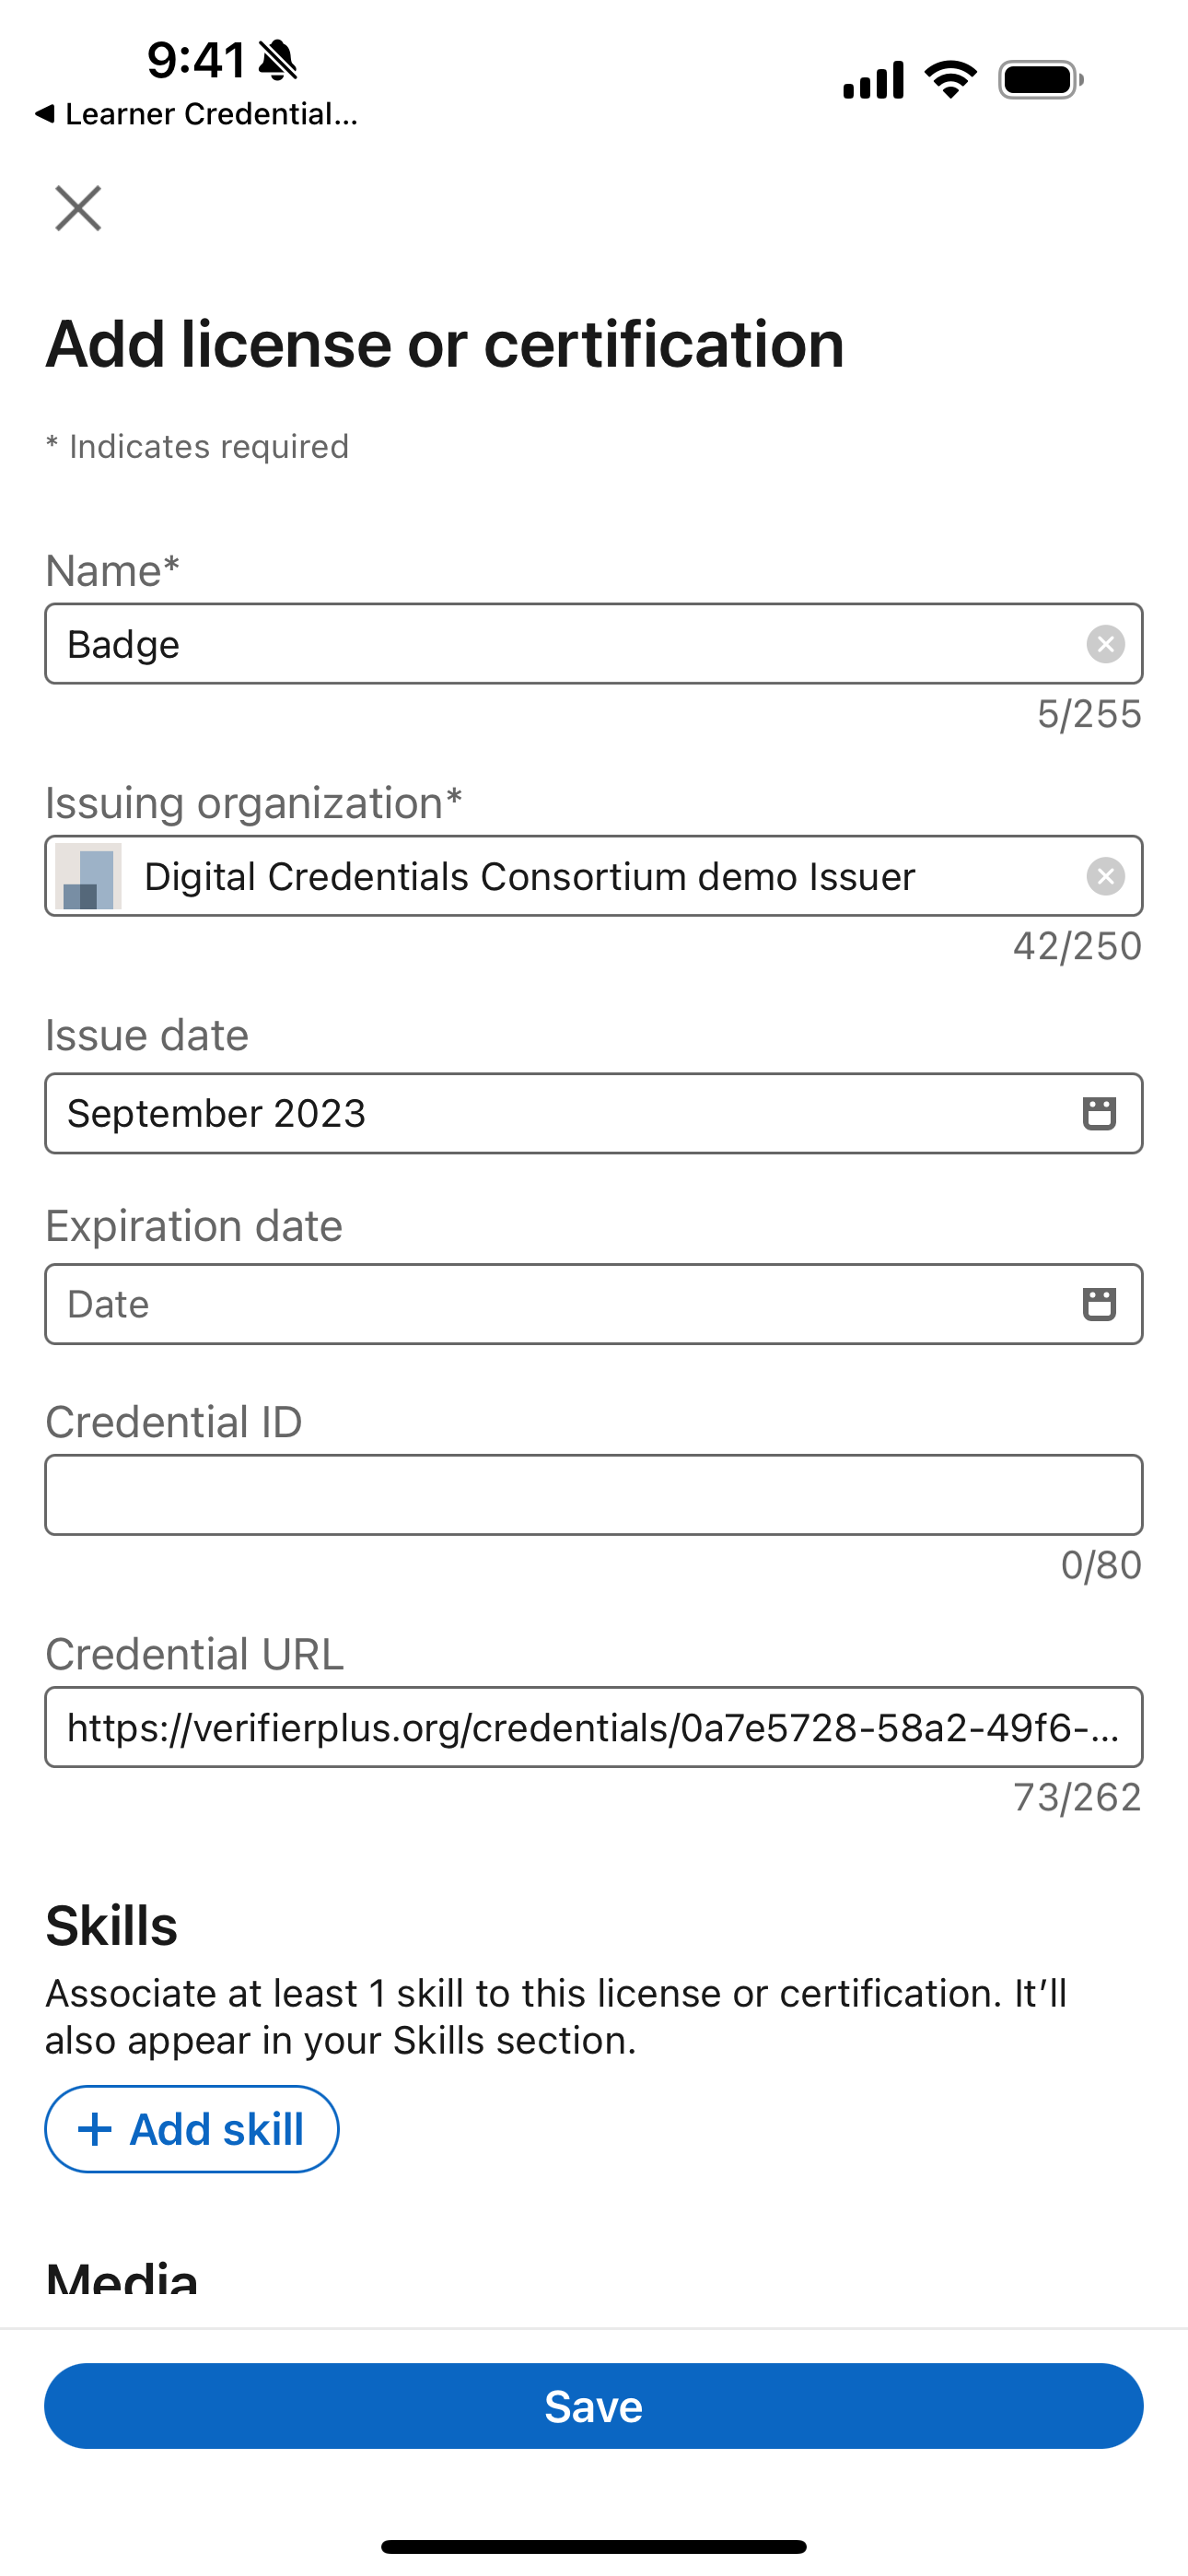 9:41
Learner Credential...
Add license or certification
* Indicates required
Name*
Badge
5/255
Issuing organization*
Digital Credentials Consortium demo Issuer
42/250
Issue date
September 2023
Expiration date
Date
Credential ID
0/80
Credential URL
https://verifierplus.org/credentials/0a7e5728-58a2-49f6-...
73/262
Skills
Associate at least 1 skill to this license or certification. It’ll
also appear in your Skills section.
+ Add skill
Media
Save